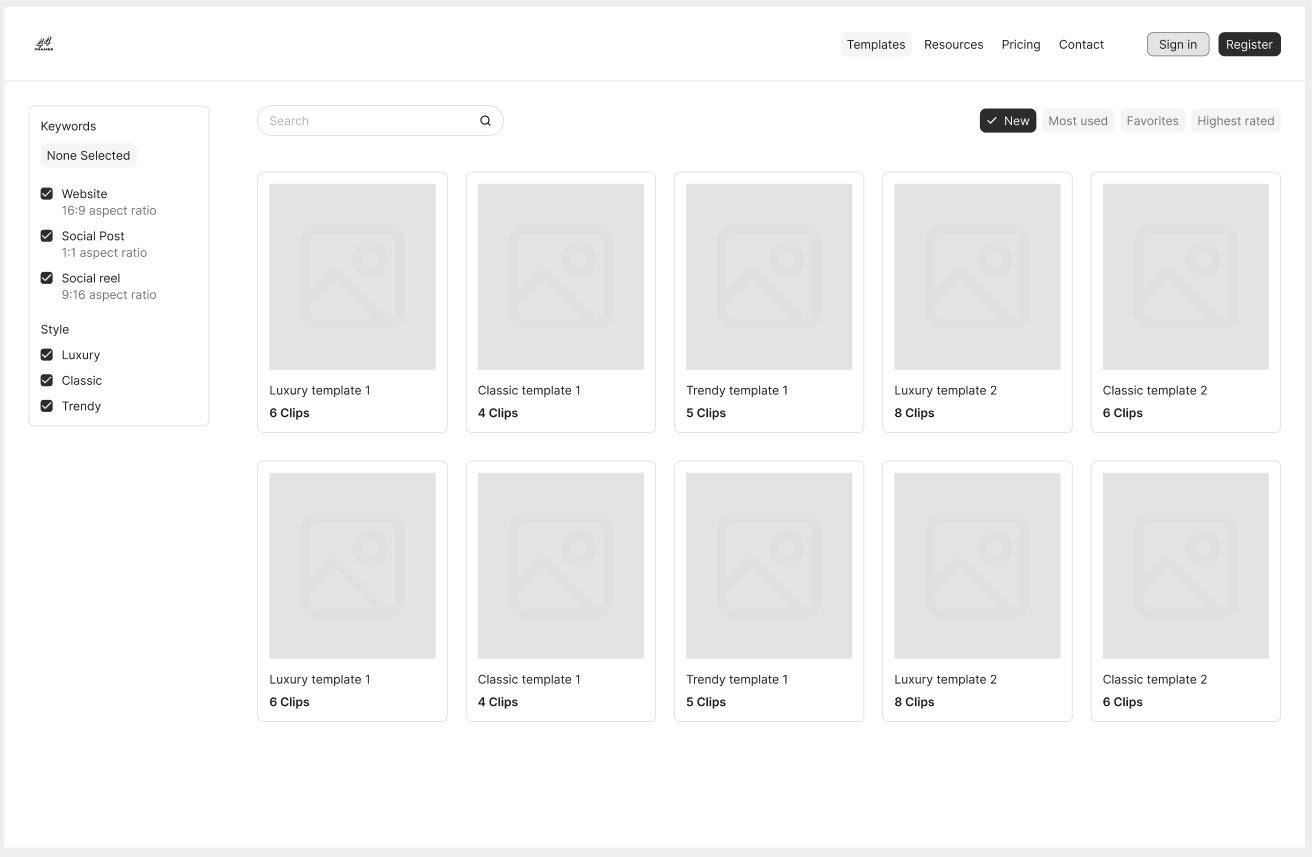 44
FRAMES
Templates Resources Pricing Contact Sign in Register
Keywords
None Selected
Website
16:9 aspect ratio
Social Post
1:1 aspect ratio
Social reel
9:16 aspect ratio
Style
Luxury
Classic
Trendy
Search
New Most used Favorites Highest rated
Luxury template 1
6 Clips
Classic template 1
4 Clips
Trendy template 1
5 Clips
Luxury template 2
8 Clips
Classic template 2
6 Clips
Luxury template 1
6 Clips
Classic template 1
4 Clips
Trendy template 1
5 Clips
Luxury template 2
8 Clips
Classic template 2
6 Clips